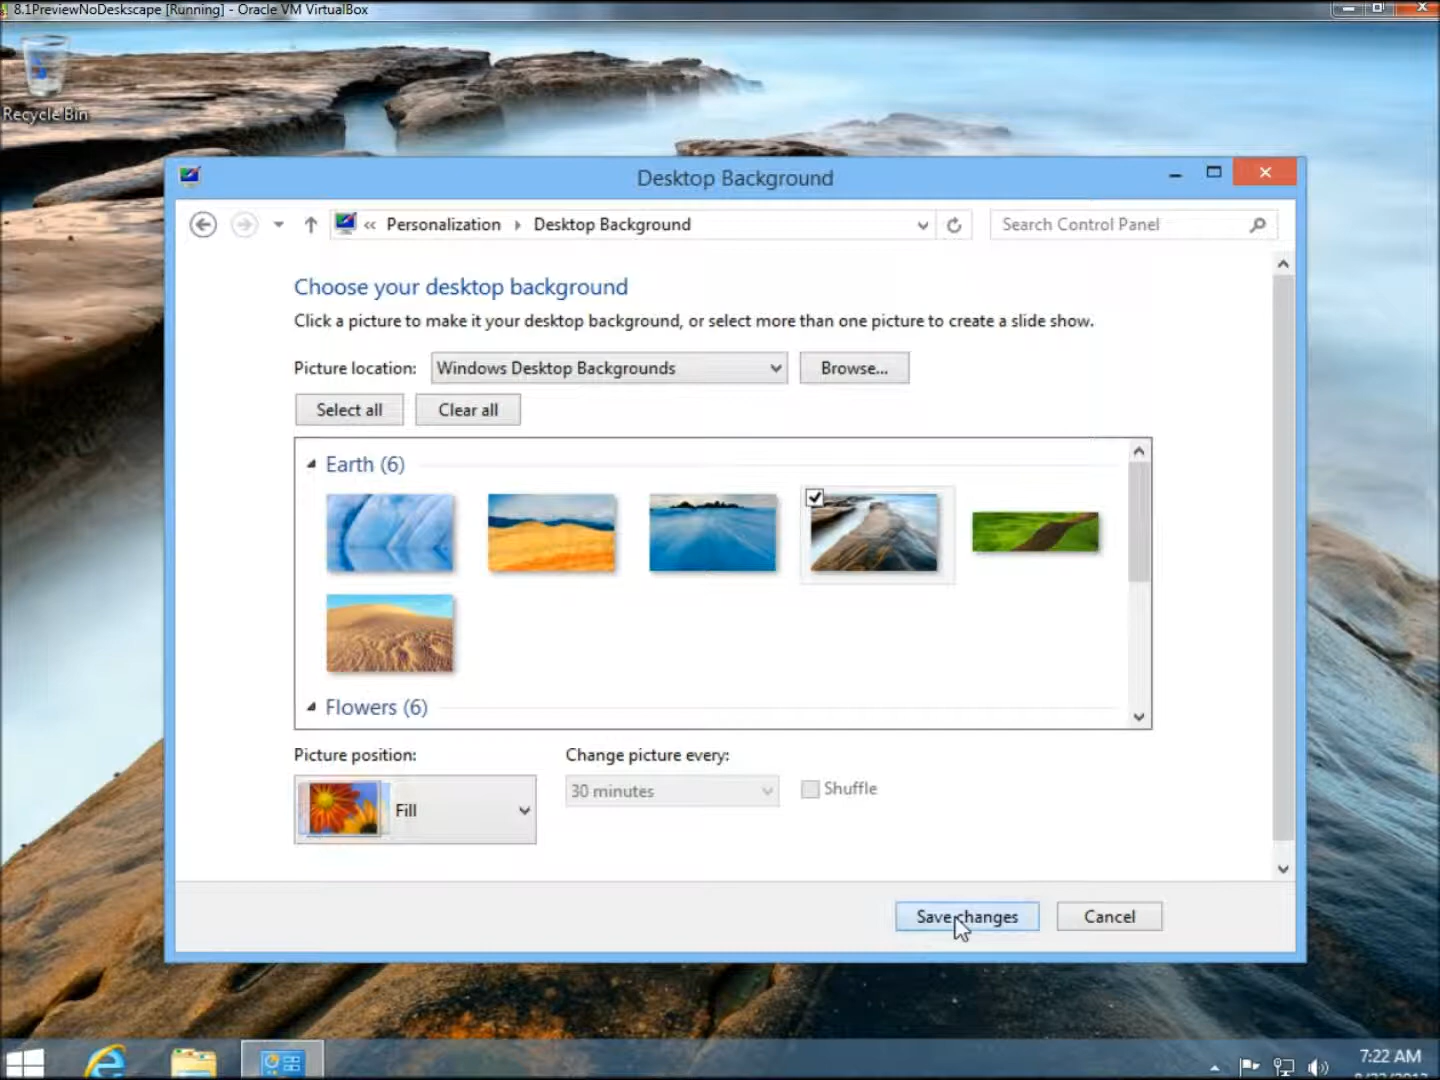 8.1PreviewNoDeskscape [Running] - Oracle VM VirtualBox
Recycle Bin
Desktop Background
« Personalization Desktop Background
Search Control Panel
Choose your desktop background
Click a picture to make it your desktop background, or select more than one picture to create a slide show.
Picture location: Windows Desktop Backgrounds Browse...
Select all Clear all
Earth (6)
Flowers (6)
Picture position: Change picture every:
Fill 30 minutes Shuffle
Save changes Cancel
7:22 AM